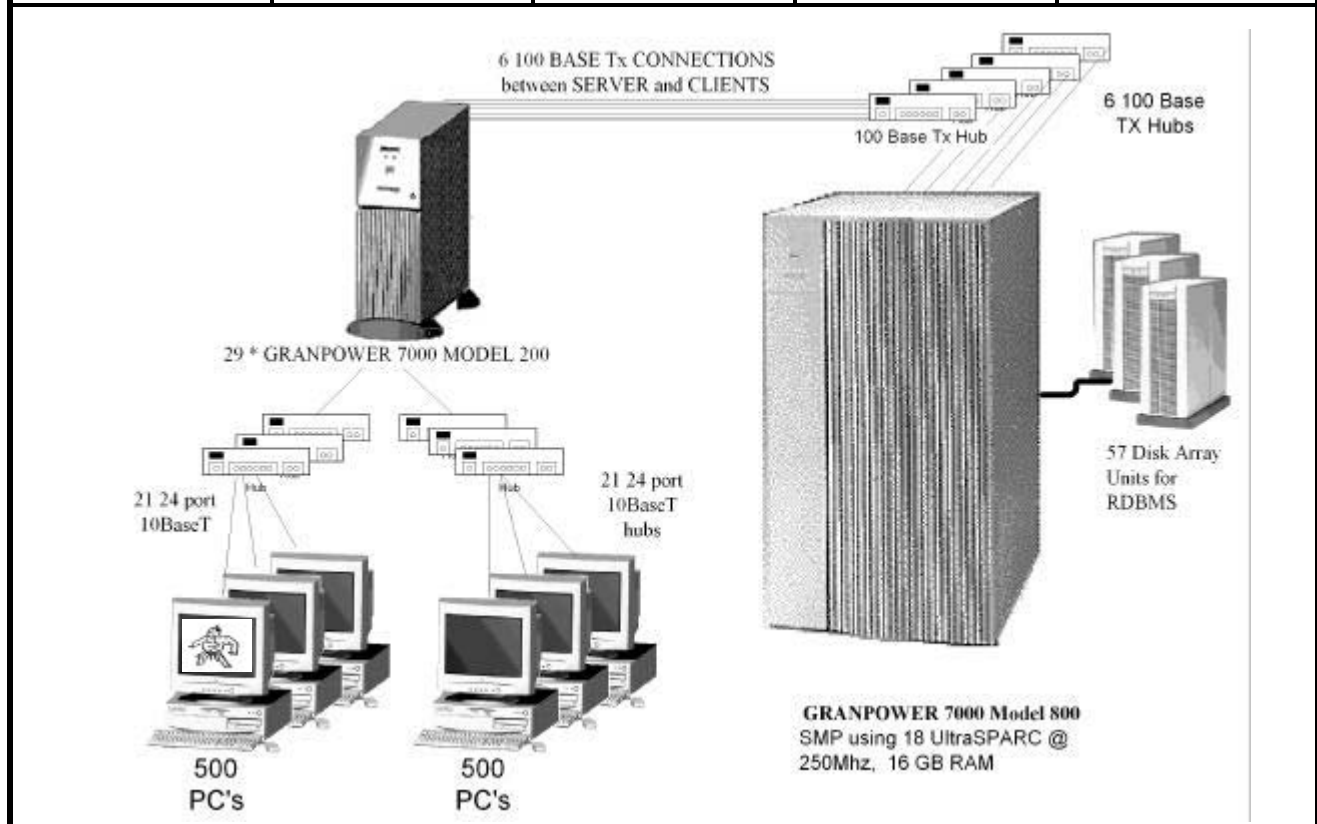 6 100 BASE Tx CONNECTIONS
between SERVER and CLIENTS
6 100 Base
TX Hubs
100 Base Tx Hub
29 * GRANPOWER 7000 MODEL 200
Hub
Hub
21 24 port
10BaseT
21 24 port
10BaseT
hubs
57 Disk Array
Units for
RDBMS
500
PC's
500
PC's
GRANPOWER 7000 Model 800
SMP using 18 UltraSPARC @
250Mhz, 16 GB RAM